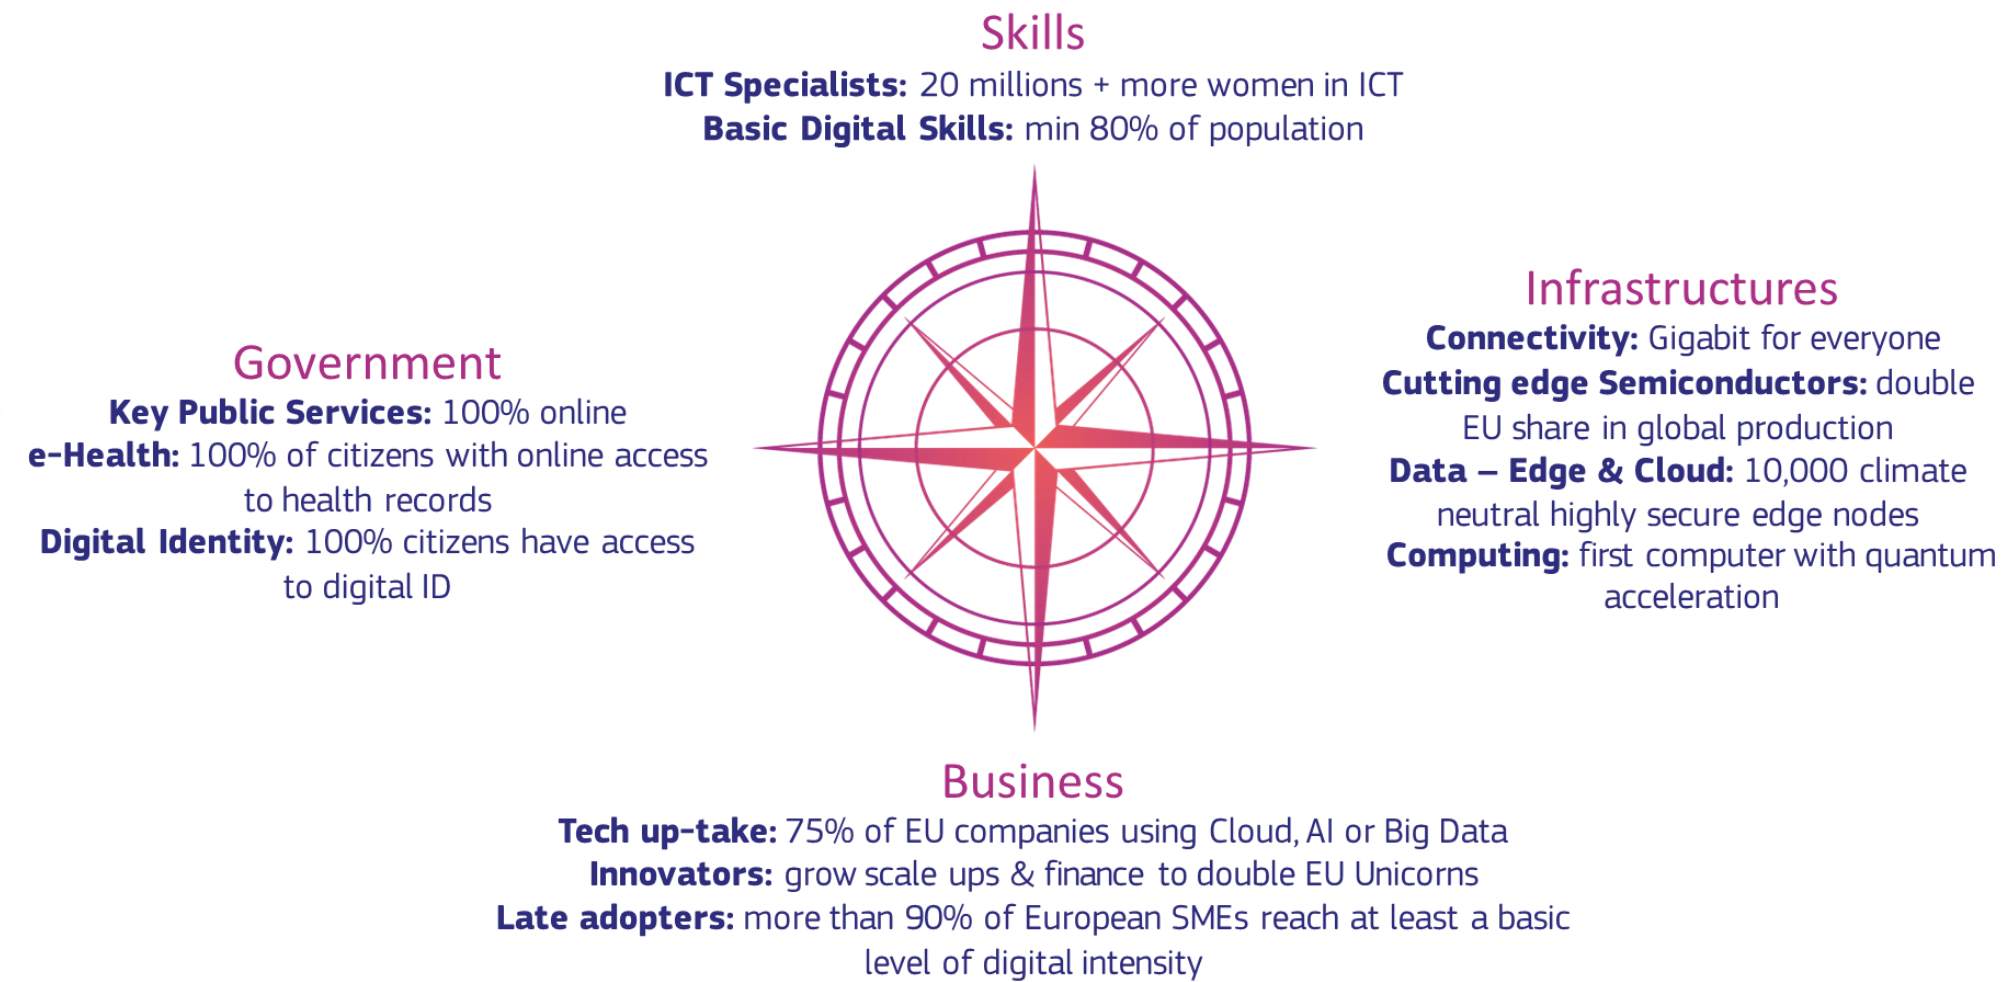 Skills
ICT Specialists: 20 millions + more women in ICT
Basic Digital Skills: min 80% of population
Government
Key Public Services: 100% online
e-Health: 100% of citizens with online access
to health records
Digital Identity: 100% citizens have access
to digital ID
Infrastructures
Connectivity: Gigabit for everyone
Cutting edge Semiconductors: double
EU share in global production
Data – Edge & Cloud: 10,000 climate
neutral highly secure edge nodes
Computing: first computer with quantum
acceleration
Business
Tech up-take: 75% of EU companies using Cloud, AI or Big Data
Innovators: grow scale ups & finance to double EU Unicorns
Late adopters: more than 90% of European SMEs reach at least a basic
level of digital intensity